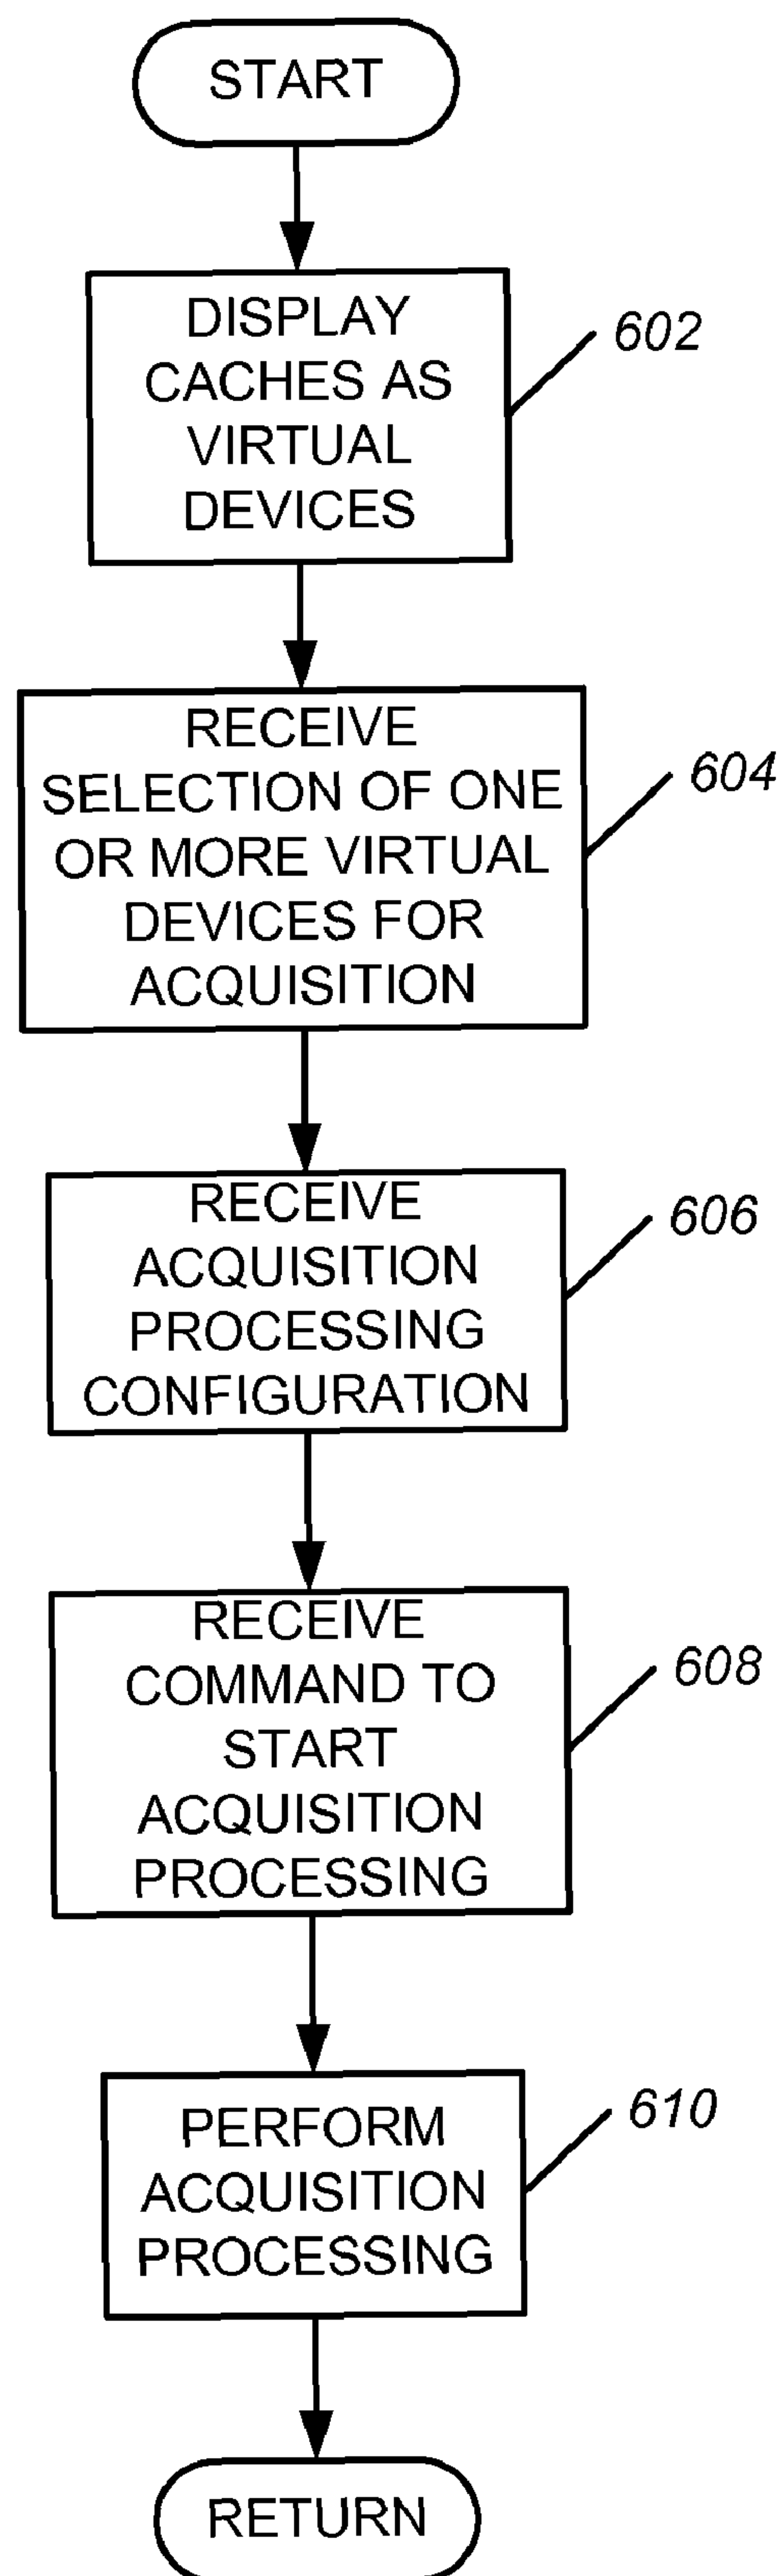 START
DISPLAY
CACHES AS
VIRTUAL
DEVICES
602
RECEIVE
SELECTION OF ONE
OR MORE VIRTUAL
DEVICES FOR
ACQUISITION
604
RECEIVE
ACQUISITION
PROCESSING
CONFIGURATION
606
RECEIVE
COMMAND TO
START
ACQUISITION
PROCESSING
608
PERFORM
ACQUISITION
PROCESSING
610
RETURN